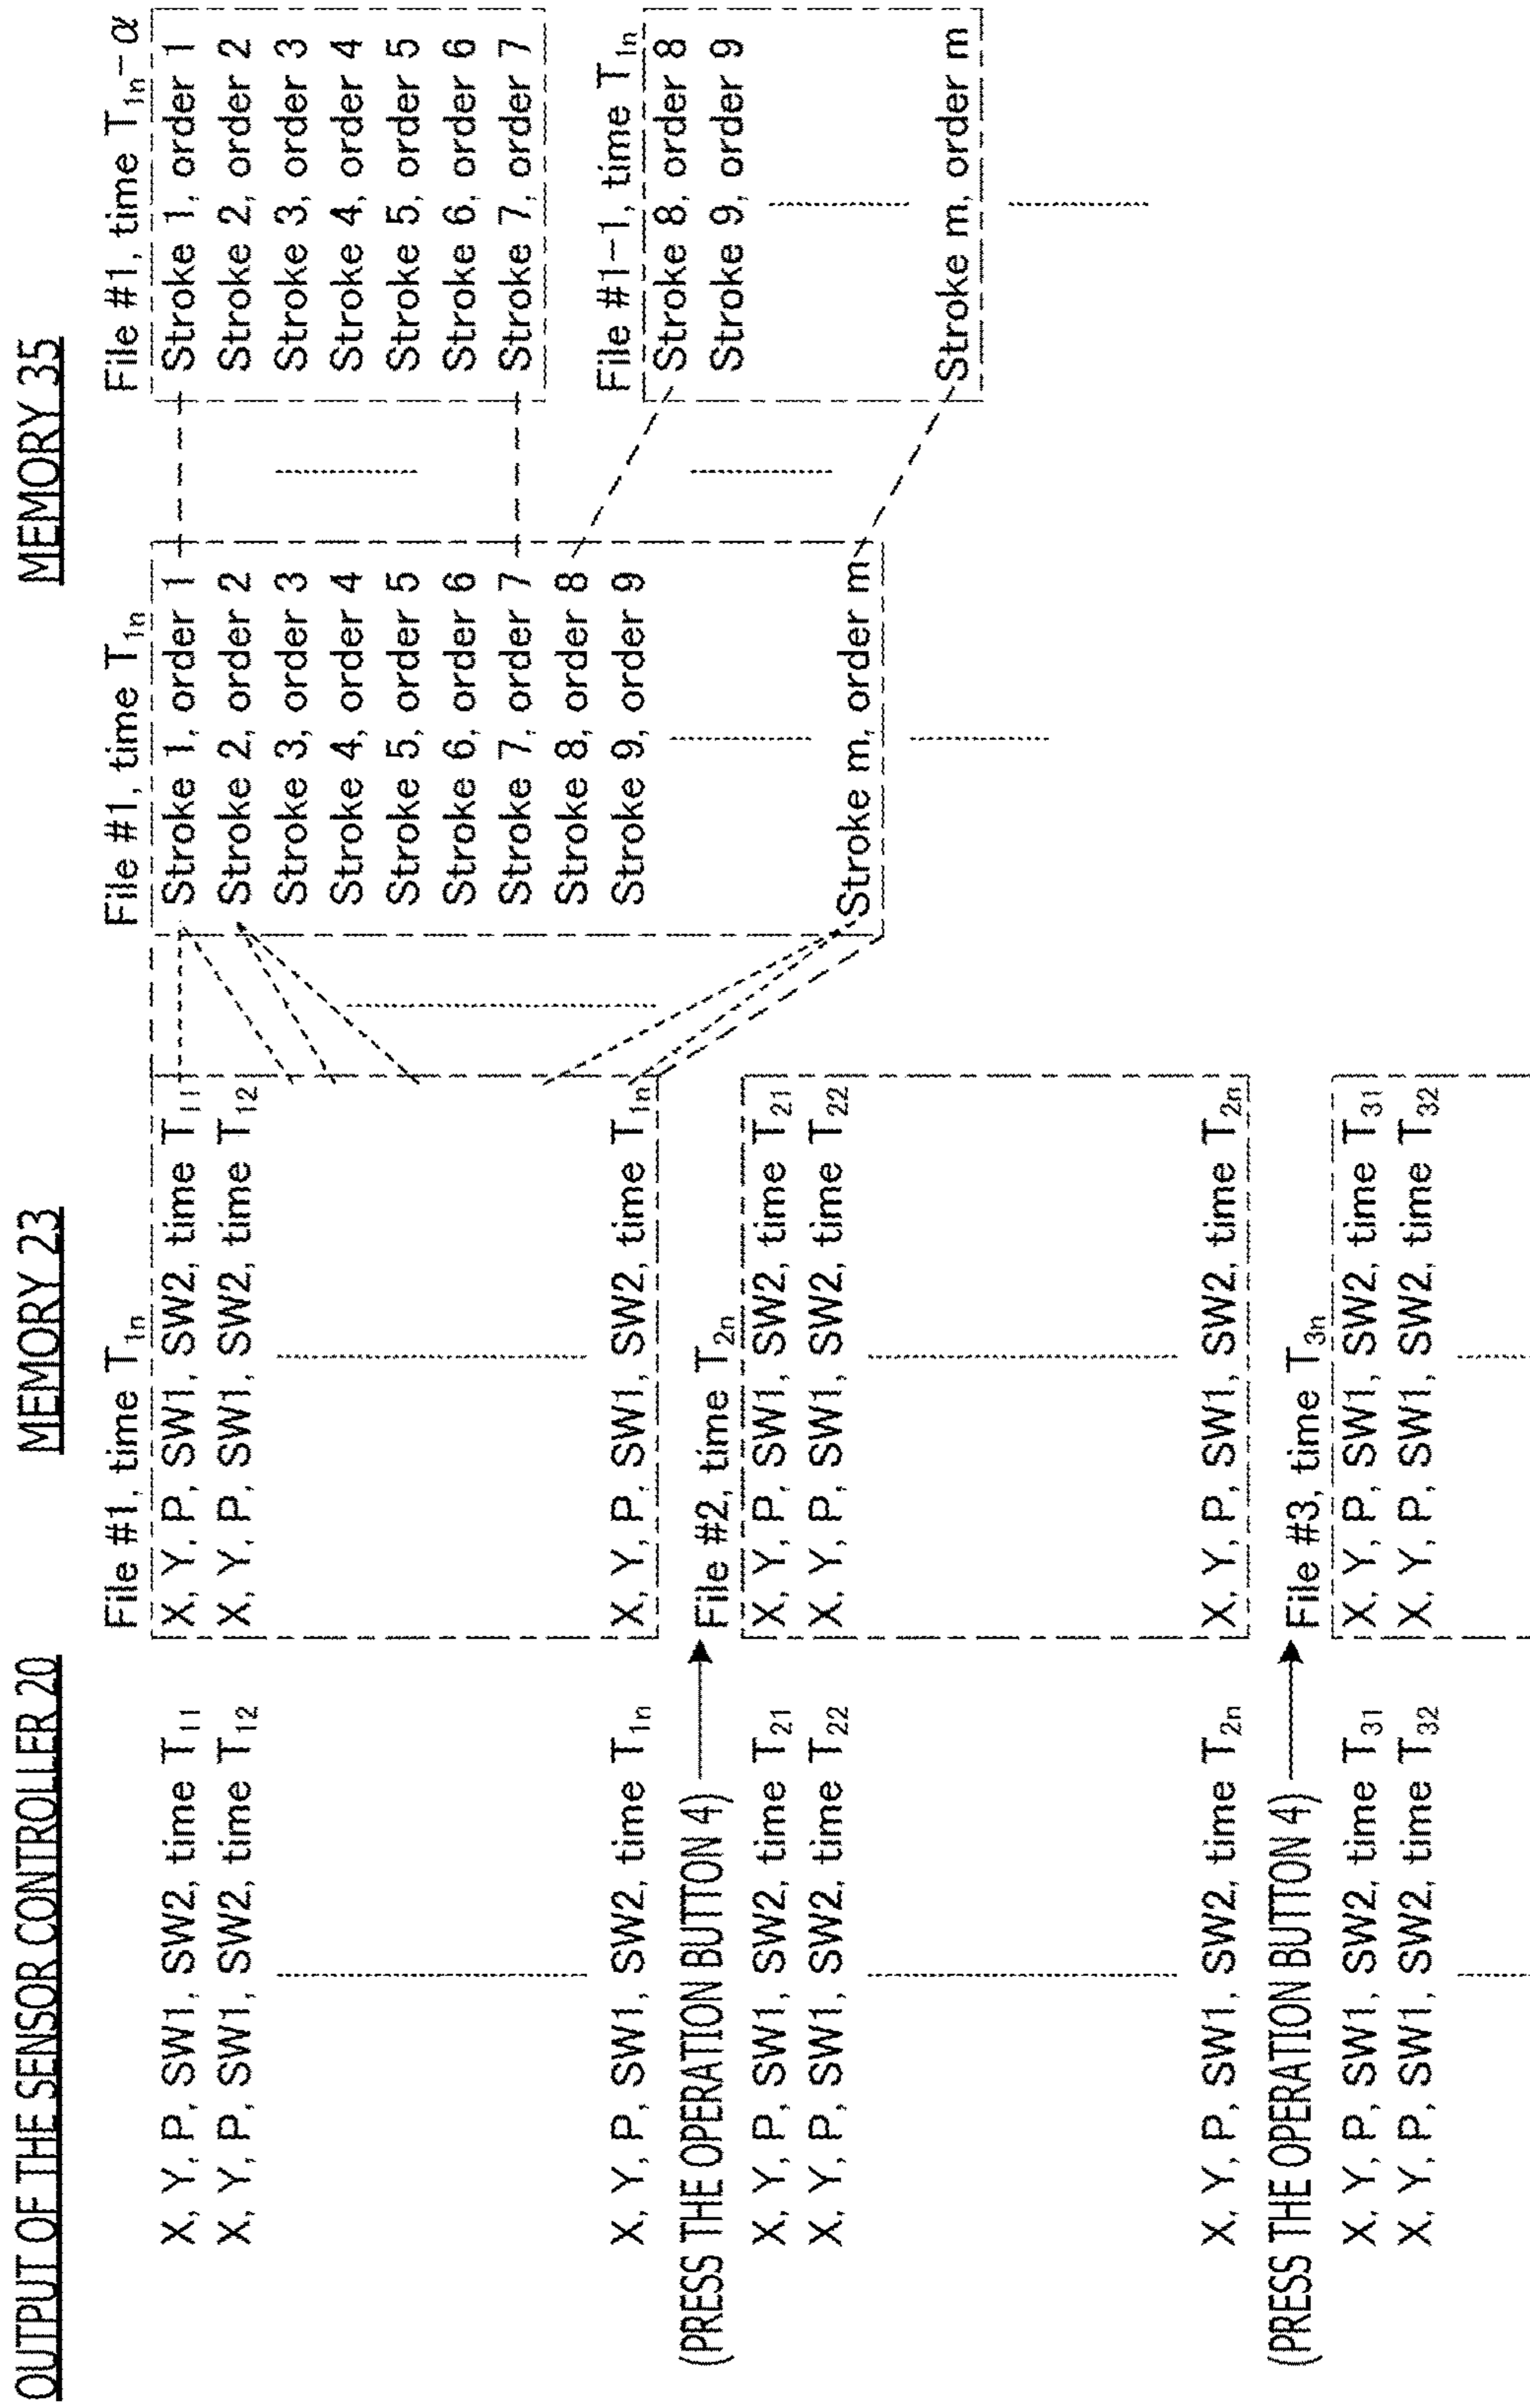 OUTPUT OF THE SENSOR CONTROLLER 20
X, Y, P, SW1, SW2, time T11
X, Y, P, SW1, SW2, time T12
X, Y, P, SW1, SW2, time T1n
(PRESS THE OPERATION BUTTON 4)
X, Y, P, SW1, SW2, time T21
X, Y, P, SW1, SW2, time T22
X, Y, P, SW1, SW2, time T2n
(PRESS THE OPERATION BUTTON 4)
X, Y, P, SW1, SW2, time T31
X, Y, P, SW1, SW2, time T32
MEMORY 23
File #1, time T1n
X, Y, P, SW1, SW2, time T11
X, Y, P, SW1, SW2, time T12
X, Y, P, SW1, SW2, time T1n
File #2, time T2n
X, Y, P, SW1, SW2, time T21
X, Y, P, SW1, SW2, time T22
X, Y, P, SW1, SW2, time T2n
File #3, time T3n
X, Y, P, SW1, SW2, time T31
X, Y, P, SW1, SW2, time T32
MEMORY 35
File #1, time T1n
Stroke 1, order 1
Stroke 2, order 2
Stroke 3, order 3
Stroke 4, order 4
Stroke 5, order 5
Stroke 6, order 6
Stroke 7, order 7
Stroke 8, order 8
Stroke 9, order 9
Stroke m, order m
File #1, time T1n-α
Stroke 1, order 1
Stroke 2, order 2
Stroke 3, order 3
Stroke 4, order 4
Stroke 5, order 5
Stroke 6, order 6
Stroke 7, order 7
File #1-1, time T1n
Stroke 8, order 8
Stroke 9, order 9
Stroke m, order m